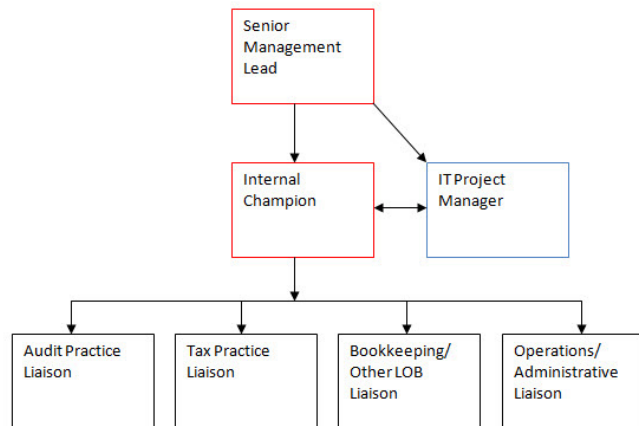 Senior
Management
Lead
Internal
Champion
IT Project
Manager
Audit Practice
Liaison
Tax Practice
Liaison
Bookkeeping/
Other LOB
Liaison
Operations/
Administrative
Liaison